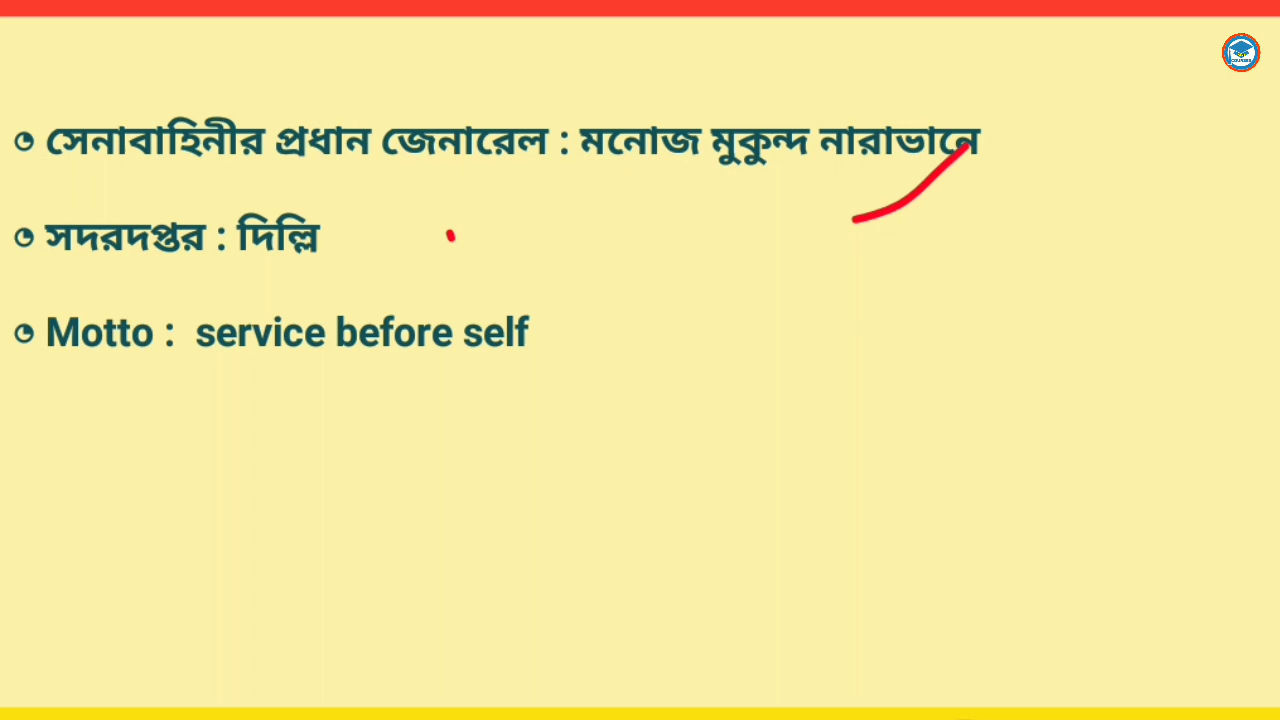 সেনাবাহিনীর প্রধান জেনারেল : মনোজ মুকুন্দ নারাভানে
সদরদপ্তর : দিল্লি
Motto : service before self